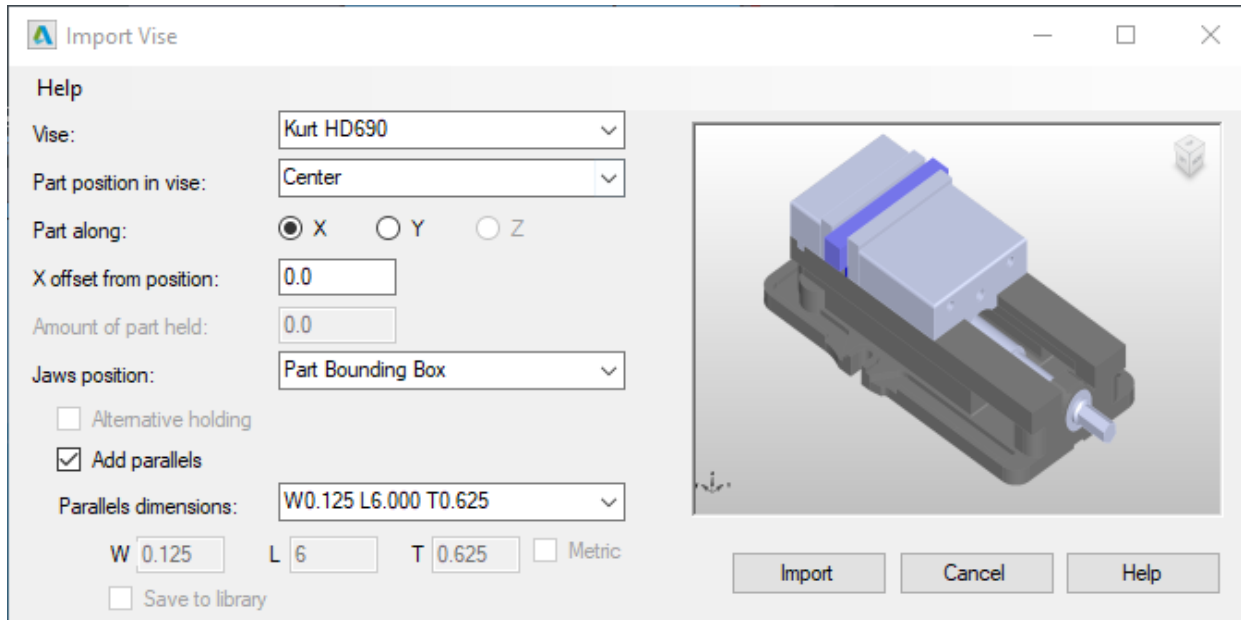 Import Vise
Help
Vise: Kurt HD690
Part position in vise: Center
Part along: X Y Z
X offset from position: 0.0
Amount of part held: 0.0
Jaws position: Part Bounding Box
Alternative holding
Add parallels
Parallels dimensions: W0.125 L6.000 T0.625
W 0.125 L 6 T 0.625 Metric
Save to library
Import Cancel Help